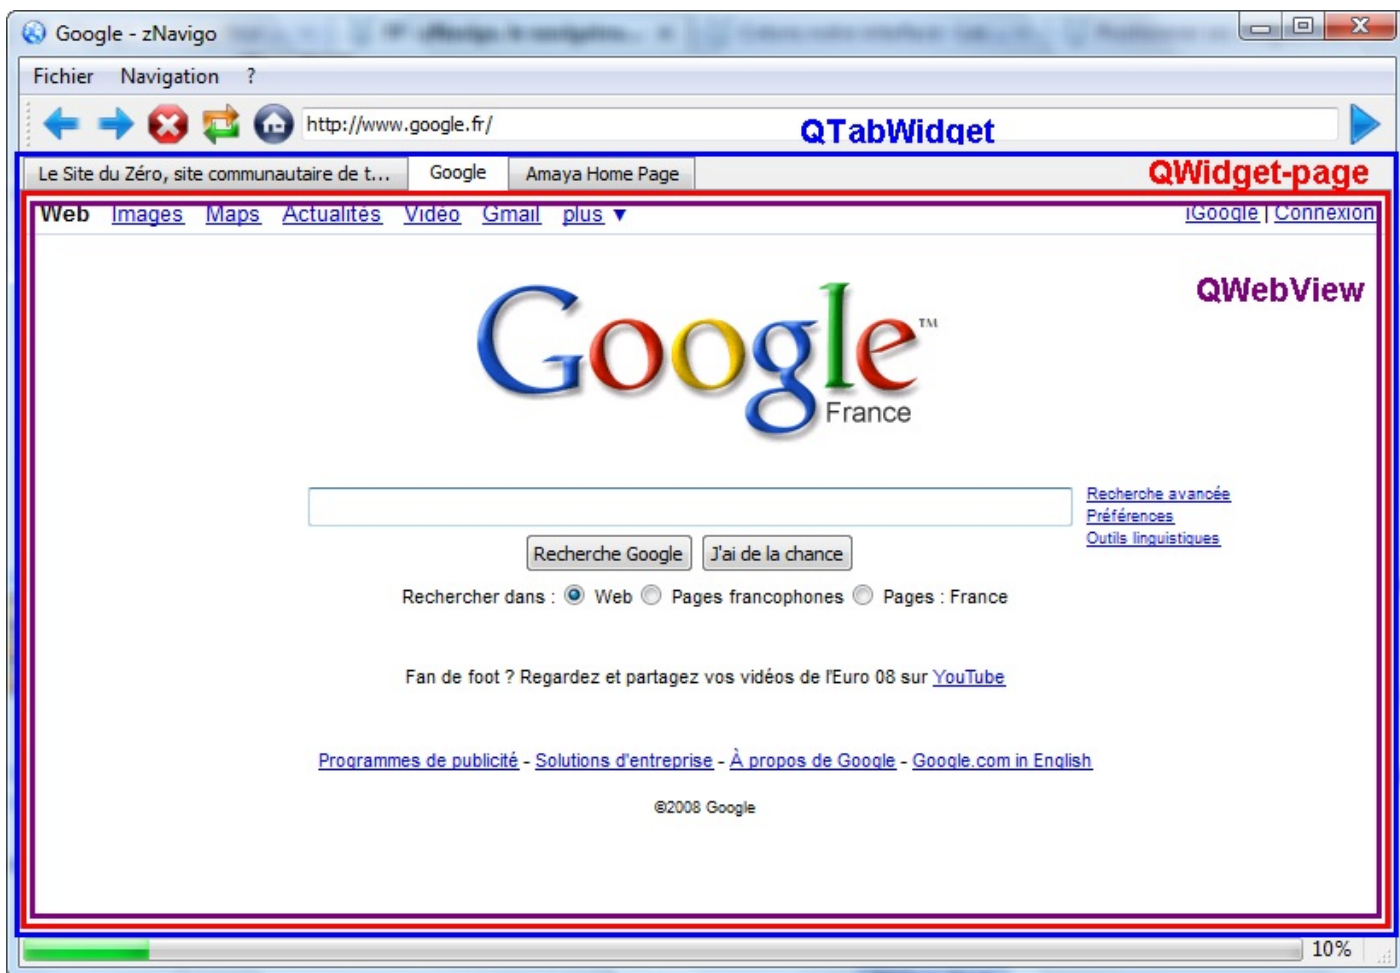 Google - zNavigo
Fichier Navigation ?
http://www.google.fr/
QTabWidget
Le Site du Zéro, site communautaire de t... Google Amaya Home Page
QWidget-page
Web Images Maps Actualités Vidéo Gmail plus ▼ iGoogle | Connexion
QWebView
Google™
France
Recherche avancée
Préférences
Outils linguistiques
Recherche Google J'ai de la chance
Rechercher dans : Web Pages francophones Pages : France
Fan de foot ? Regardez et partagez vos vidéos de l'Euro 08 sur YouTube
Programmes de publicité - Solutions d'entreprise - À propos de Google - Google.com in English
©2008 Google
10%